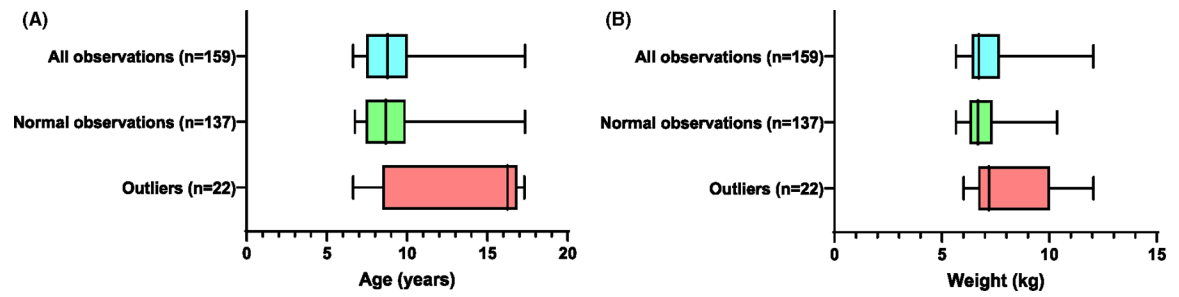 (A)
All observations (n=159)
Normal observations (n=137)
Outliers (n=22)
0 5 10 15 20
Age (years)
(B)
All observations (n=159)
Normal observations (n=137)
Outliers (n=22)
0 5 10 15
Weight (kg)